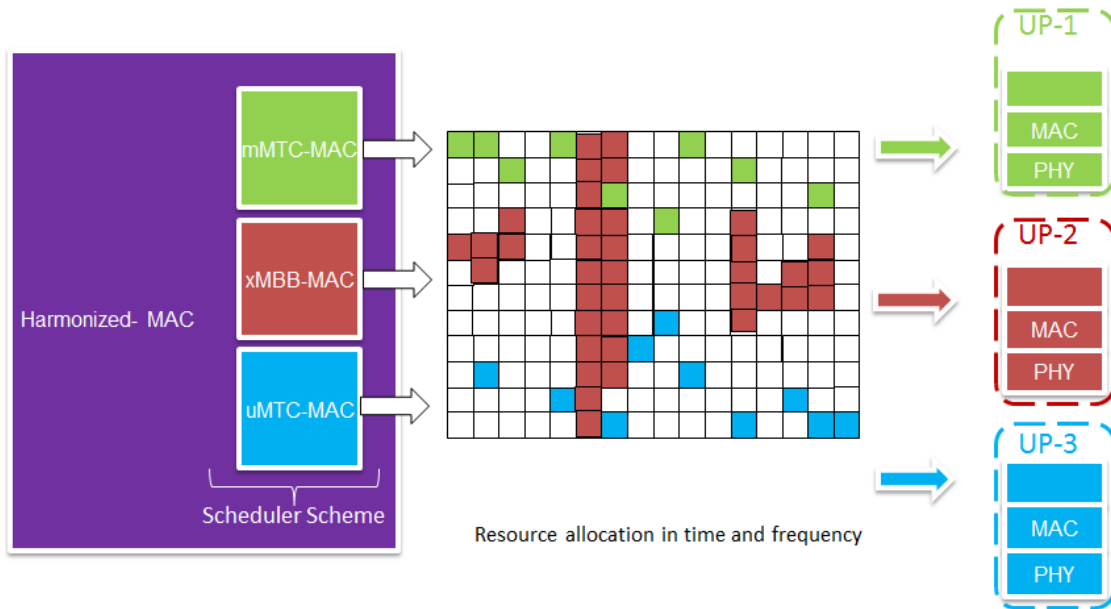 Harmonized- MAC
mMTC-MAC
xMBB-MAC
uMTC-MAC
Scheduler Scheme
Resource allocation in time and frequency
UP-1
MAC
PHY
UP-2
MAC
PHY
UP-3
MAC
PHY